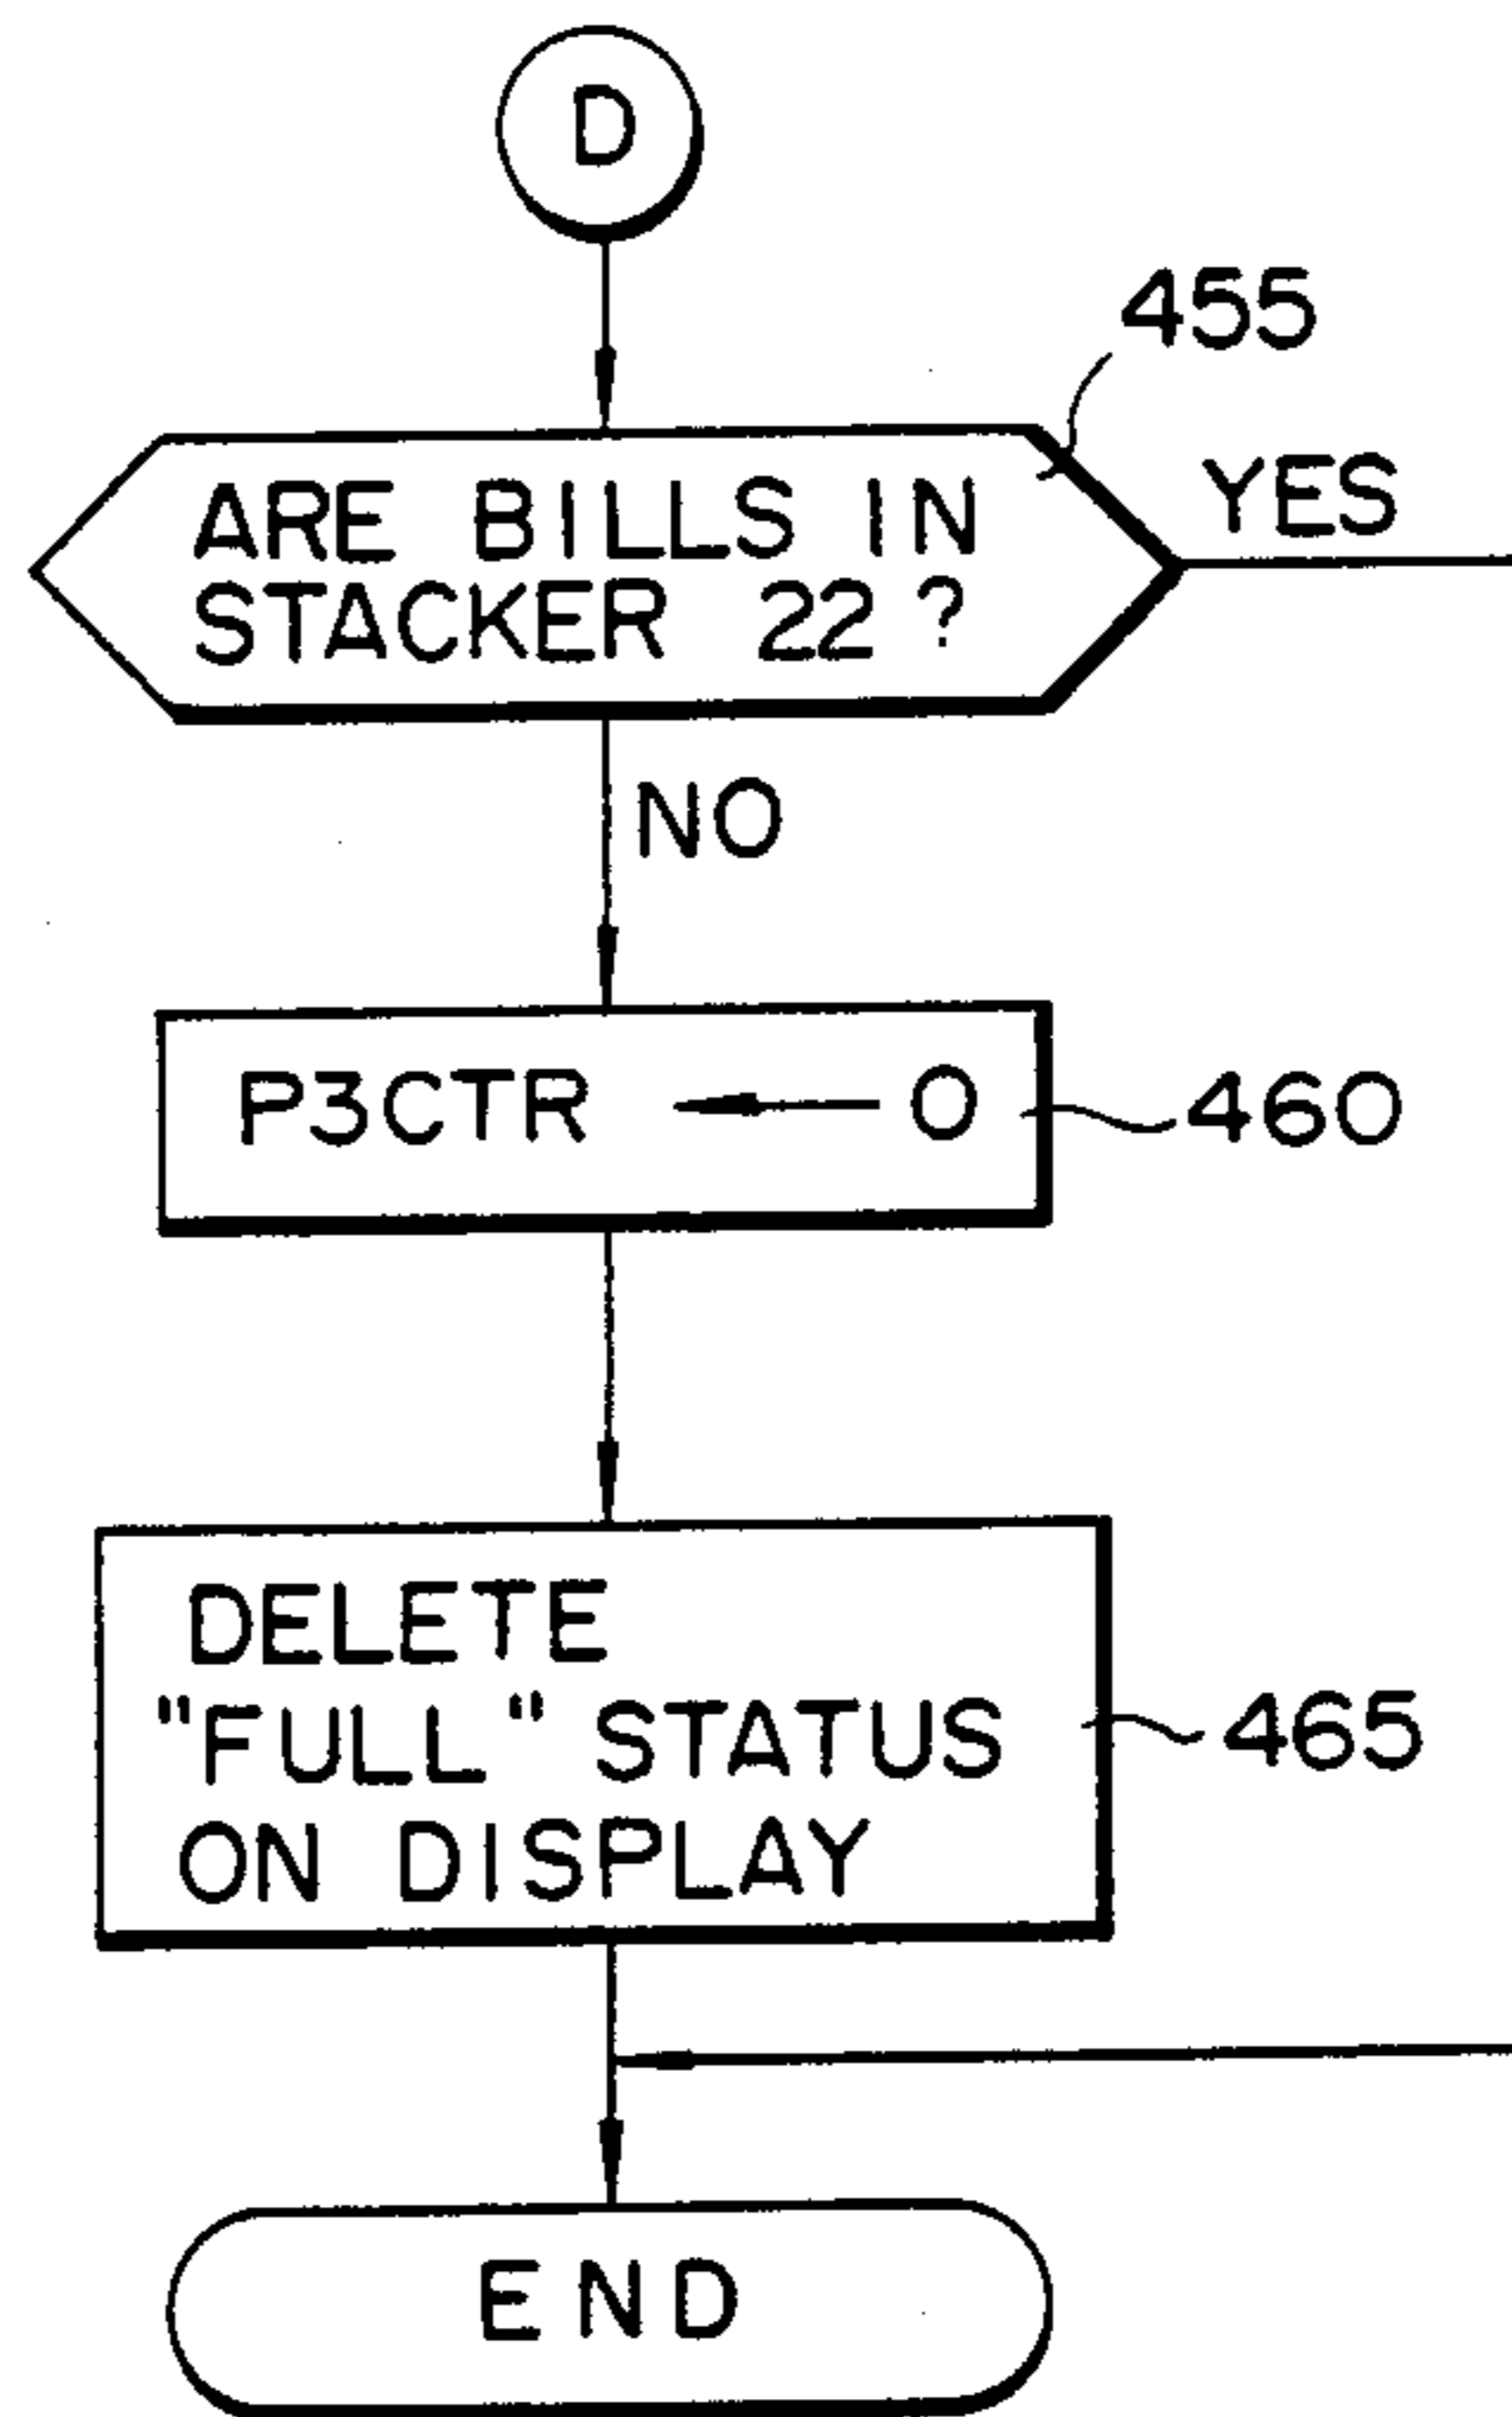 D
455
ARE BILLS IN
STACKER 22 ?
YES
NO
P3CTR ← 0
460
DELETE
"FULL" STATUS
ON DISPLAY
465
END